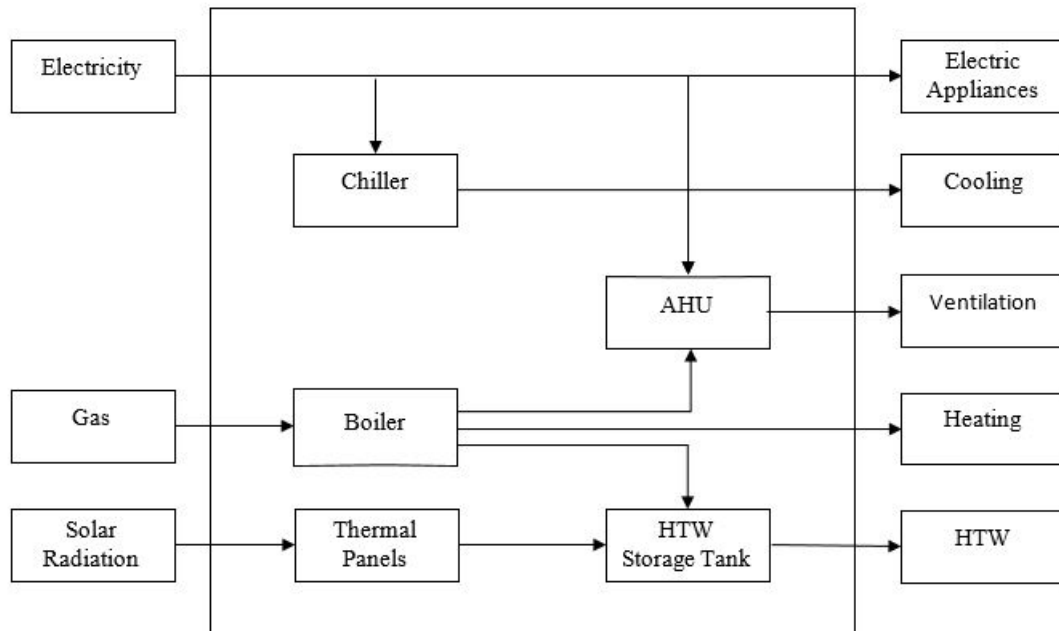 Electricity
Electric
Appliances
Chiller
Cooling
AHU
Ventilation
Gas
Boiler
Heating
Solar
Radiation
Thermal
Panels
HTW
Storage Tank
HTW